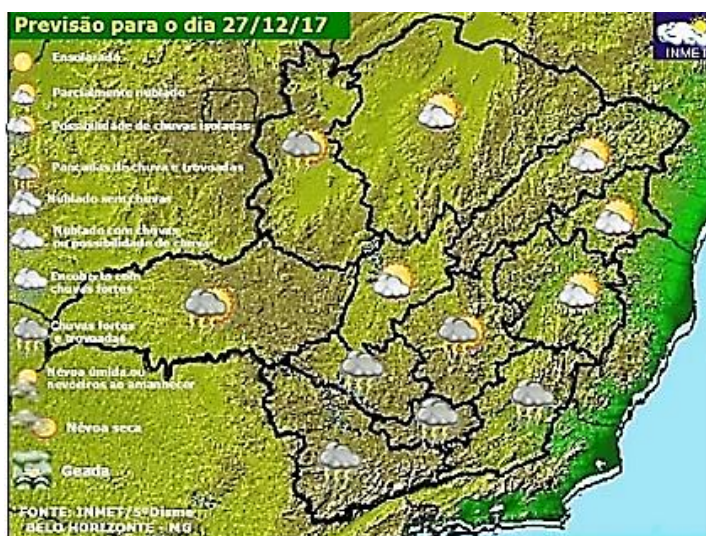 Previsão para o dia 27/12/17
INMET
Ensolarado
Parcialmente nublado
Possibilidade de chuvas isoladas
Pancadas de chuva e trovoadas
Nublado sem chuvas
Nublado com chuvas
ou possibilidade de chuva
Encoberto com
chuvas fortes
Chuvas fortes
e trovoadas
Névoa úmida ou
nevoeiros ao amanhecer
Névoa seca
Geada
FONTE: INMET/5ºDisme
BELO HORIZONTE - MG